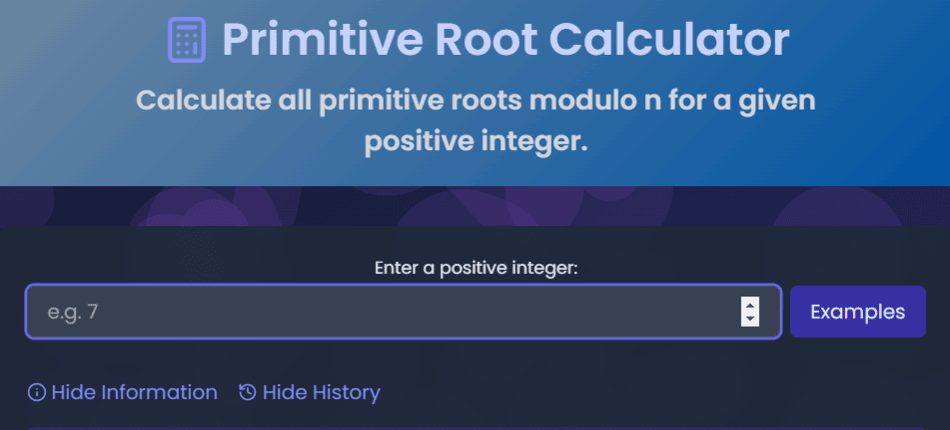 Primitive Root Calculator
Calculate all primitive roots modulo n for a given
positive integer.
Enter a positive integer:
e.g. 7
Examples
Hide Information
Hide History